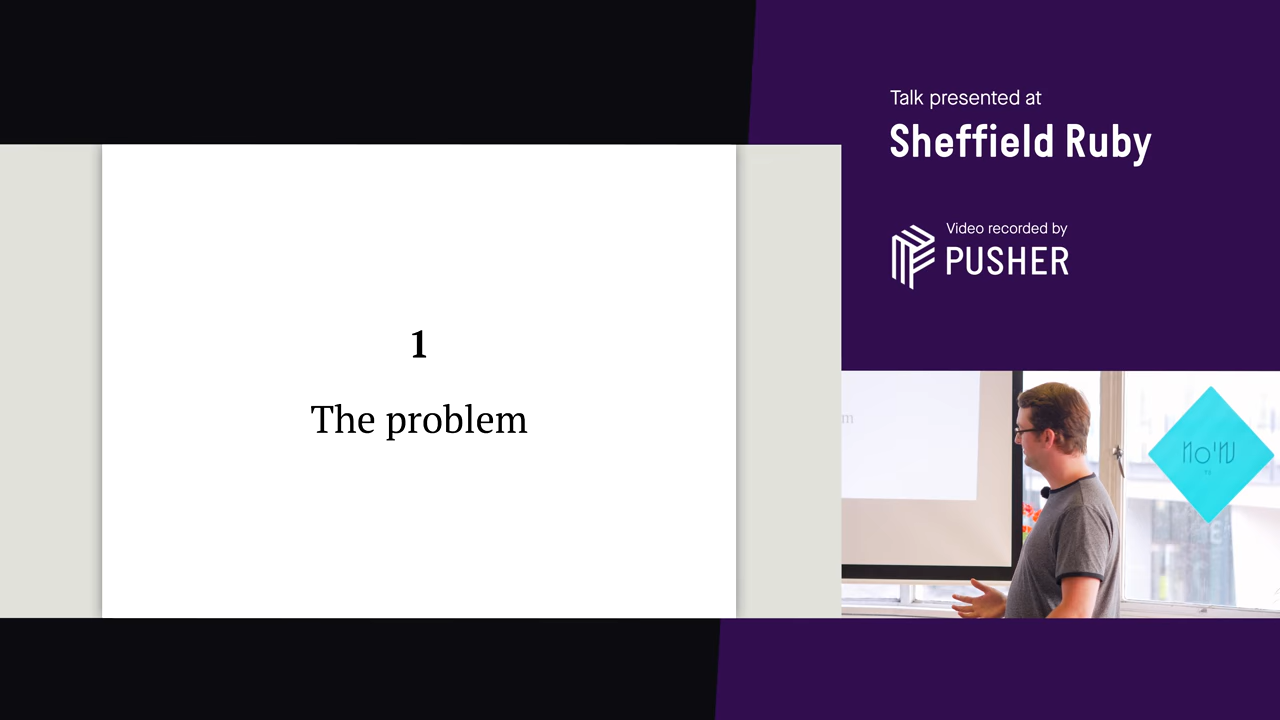 1
The problem
Talk presented at
Sheffield Ruby
Video recorded by
PUSHER
m